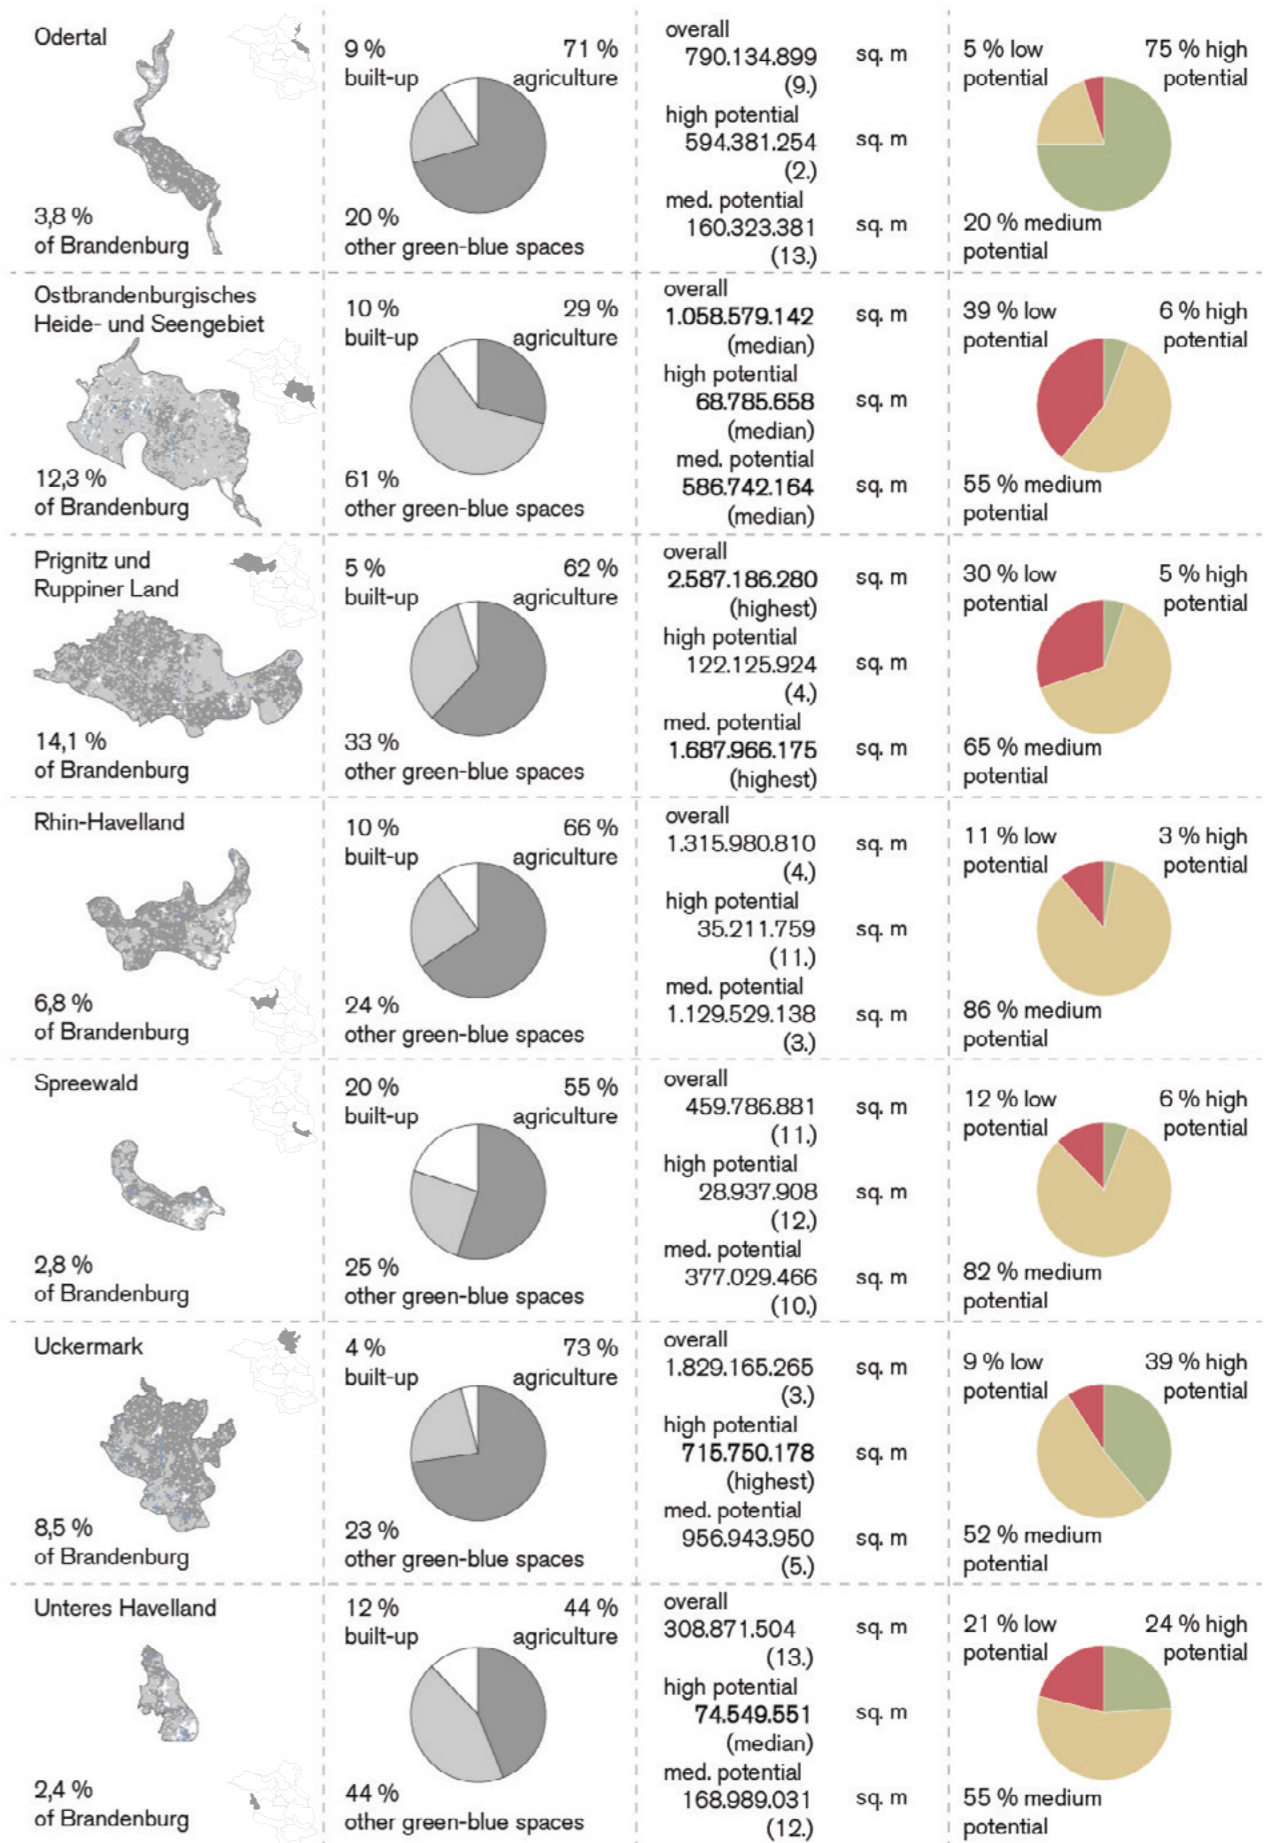 Odertal
3,8 %
of Brandenburg
9 %
built-up
71 %
agriculture
20 %
other green-blue spaces
overall
790.134.899 sq. m
(9.)
high potential
594.381.254 sq. m
(2.)
med. potential
160.323.381 sq. m
(13.)
5 % low
potential
75 % high
potential
20 % medium
potential
Ostbrandenburgisches
Heide- und Seengebiet
12,3 %
of Brandenburg
10 %
built-up
29 %
agriculture
61 %
other green-blue spaces
overall
1.058.579.142 sq. m
(median)
high potential
68.785.658 sq. m
(median)
med. potential
586.742.164 sq. m
(median)
39 % low
potential
6 % high
potential
55 % medium
potential
Prignitz und
Ruppiner Land
14,1 %
of Brandenburg
5 %
built-up
62 %
agriculture
33 %
other green-blue spaces
overall
2.587.186.280 sq. m
(highest)
high potential
122.125.924 sq. m
(4.)
med. potential
1.687.966.175 sq. m
(highest)
30 % low
potential
5 % high
potential
65 % medium
potential
Rhin-Havelland
6,8 %
of Brandenburg
10 %
built-up
66 %
agriculture
24 %
other green-blue spaces
overall
1.315.980.810 sq. m
(4.)
high potential
35.211.759 sq. m
(11.)
med. potential
1.129.529.138 sq. m
(3.)
11 % low
potential
3 % high
potential
86 % medium
potential
Spreewald
2,8 %
of Brandenburg
20 %
built-up
55 %
agriculture
25 %
other green-blue spaces
overall
459.786.881 sq. m
(11.)
high potential
28.937.908 sq. m
(12.)
med. potential
377.029.466 sq. m
(10.)
12 % low
potential
6 % high
potential
82 % medium
potential
Uckermark
8,5 %
of Brandenburg
4 %
built-up
73 %
agriculture
23 %
other green-blue spaces
overall
1.829.165.265 sq. m
(3.)
high potential
715.750.178 sq. m
(highest)
med. potential
956.943.950 sq. m
(5.)
9 % low
potential
39 % high
potential
52 % medium
potential
Unteres Havelland
2,4 %
of Brandenburg
12 %
built-up
44 %
agriculture
44 %
other green-blue spaces
overall
308.871.504 sq. m
(13.)
high potential
74.549.551 sq. m
(median)
med. potential
168.989.031 sq. m
(12.)
21 % low
potential
24 % high
potential
55 % medium
potential